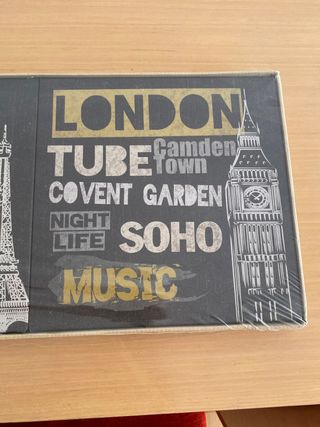 LONDON
TUBE
Camden
Town
COVENT GARDEN
NIGHT
LIFE
SOHO
MUSIC